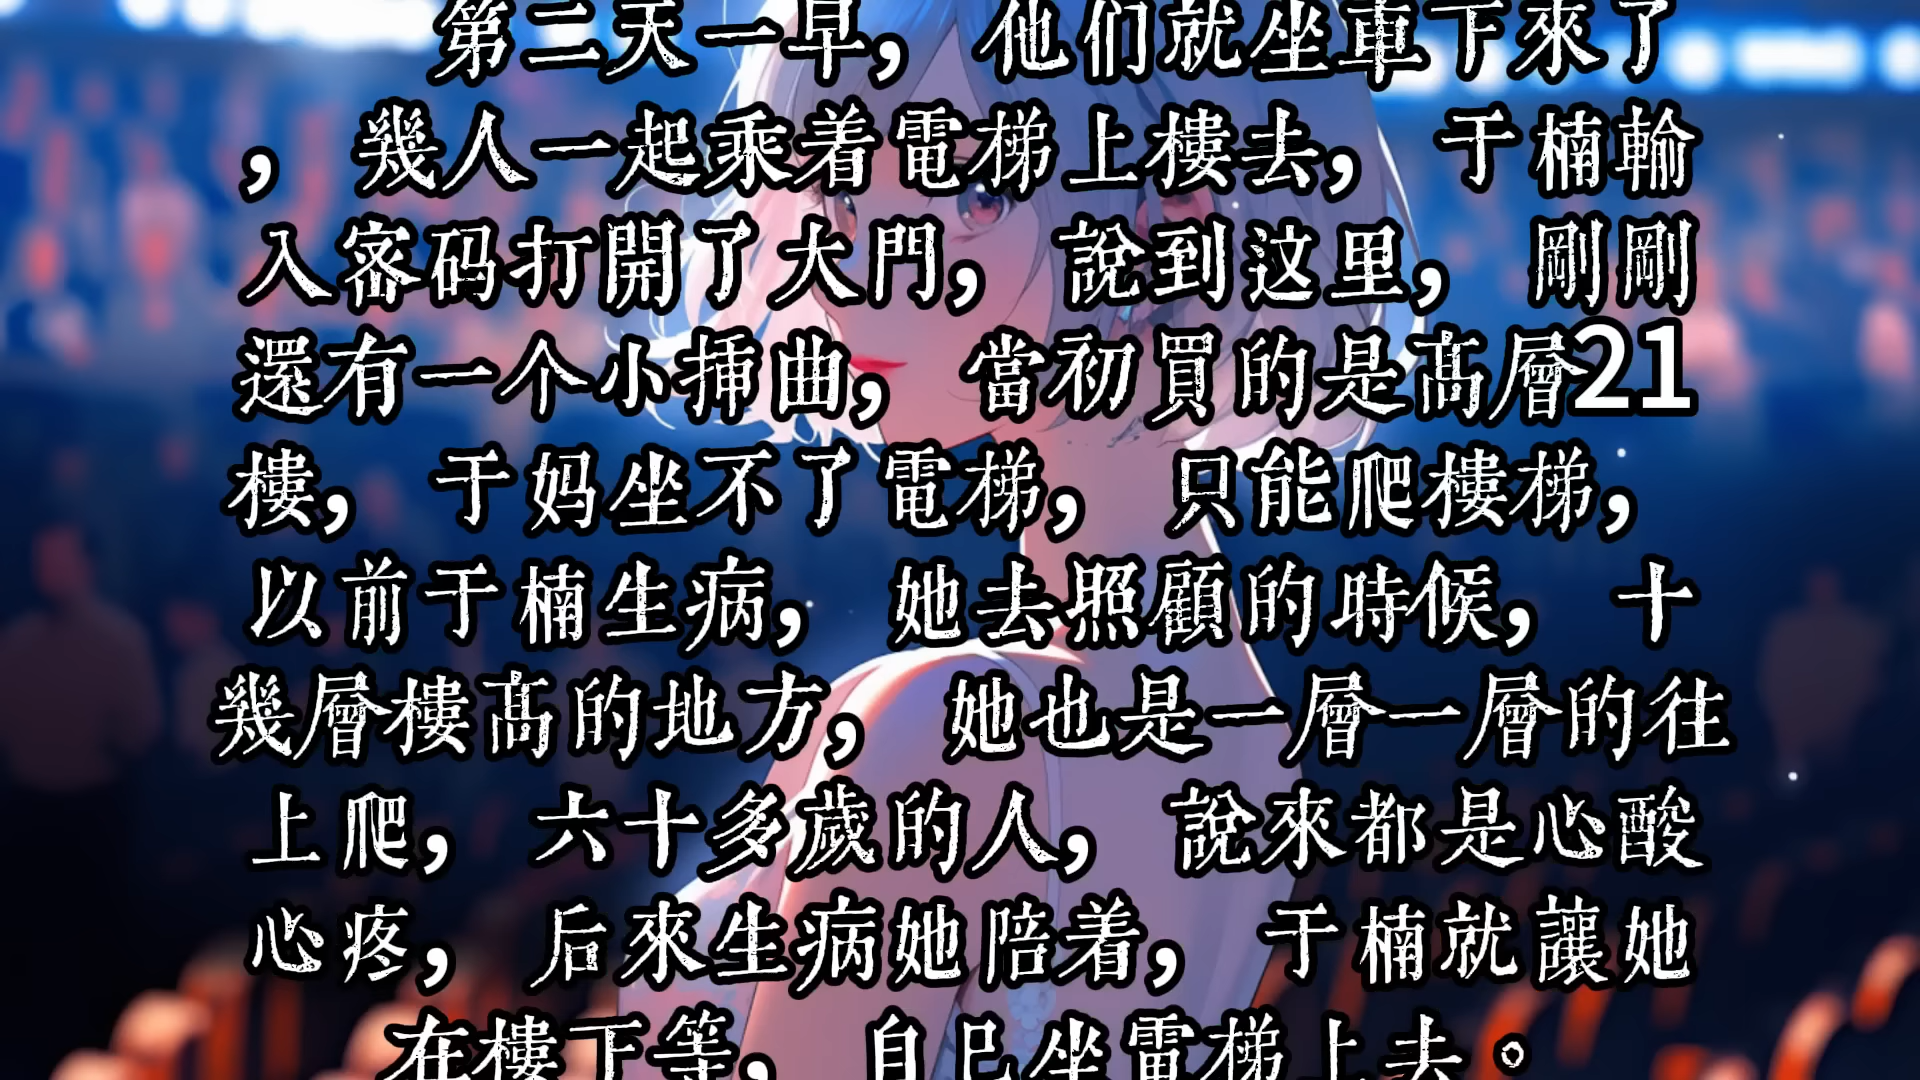 第二天一早，他们就坐車下來了
，幾人一起乘着電梯上樓去，于楠輸
入密码打開了大門，說到这里，剛剛
還有一个小挿曲，當初買的是高層21
樓，于妈坐不了電梯，只能爬樓梯，
以前于楠生病，她去照顧的時候，十
幾層樓高的地方，她也是一層一層的往
上爬，六十多歲的人，說來都是心酸
心疼，后來生病她陪着，于楠就讓她
在樓下等，自己坐電梯上去。